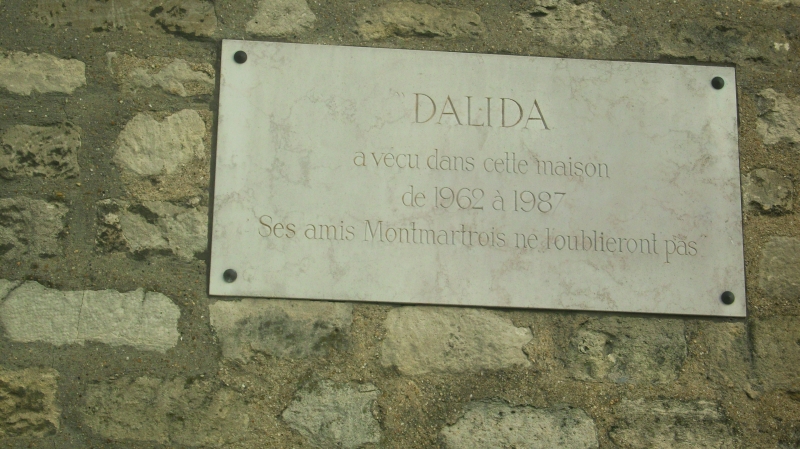 DALIDA
a vécu dans cette maison
de 1962 à 1987
Ses amis Montmartrois ne l'oublieront pas